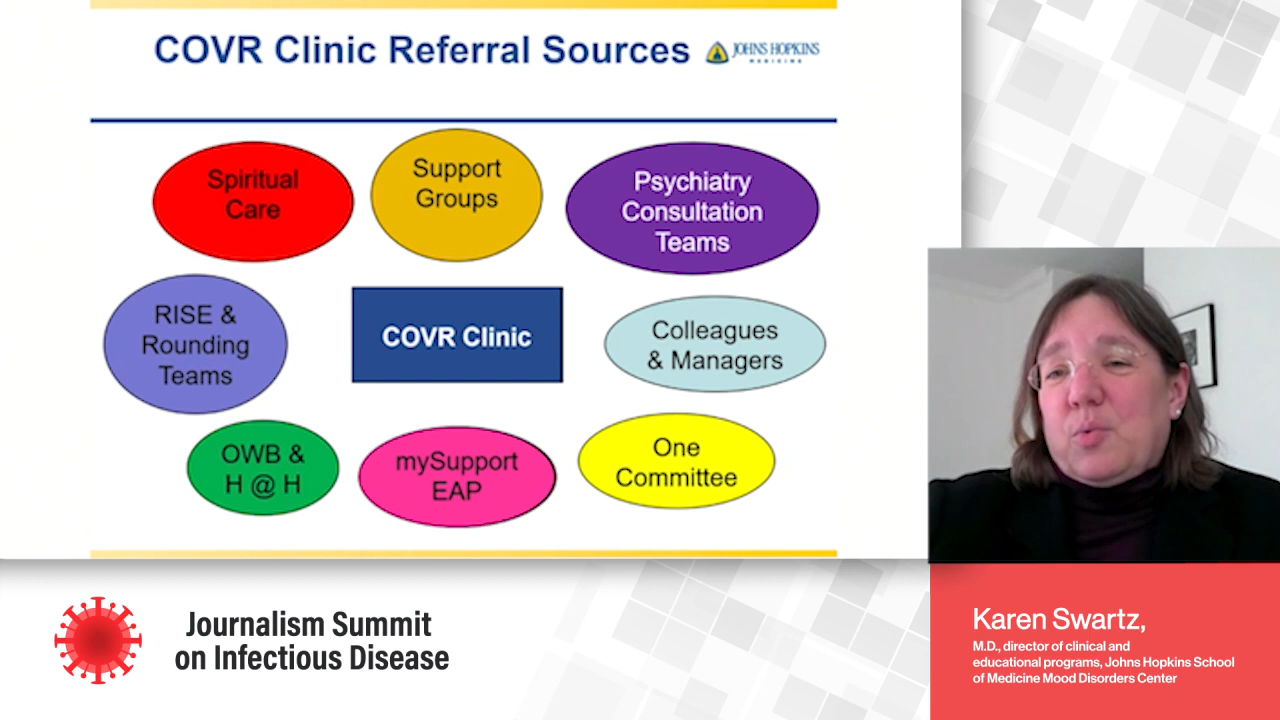 COVR Clinic Referral Sources
JOHNS HOPKINS
MEDICINE
Spiritual
Care
Support
Groups
Psychiatry
Consultation
Teams
RISE &
Rounding
Teams
COVR Clinic
Colleagues
& Managers
OWB &
H @ H
mySupport
EAP
One
Committee
Journalism Summit
on Infectious Disease
Karen Swartz,
M.D., director of clinical and
educational programs, Johns Hopkins School
of Medicine Mood Disorders Center